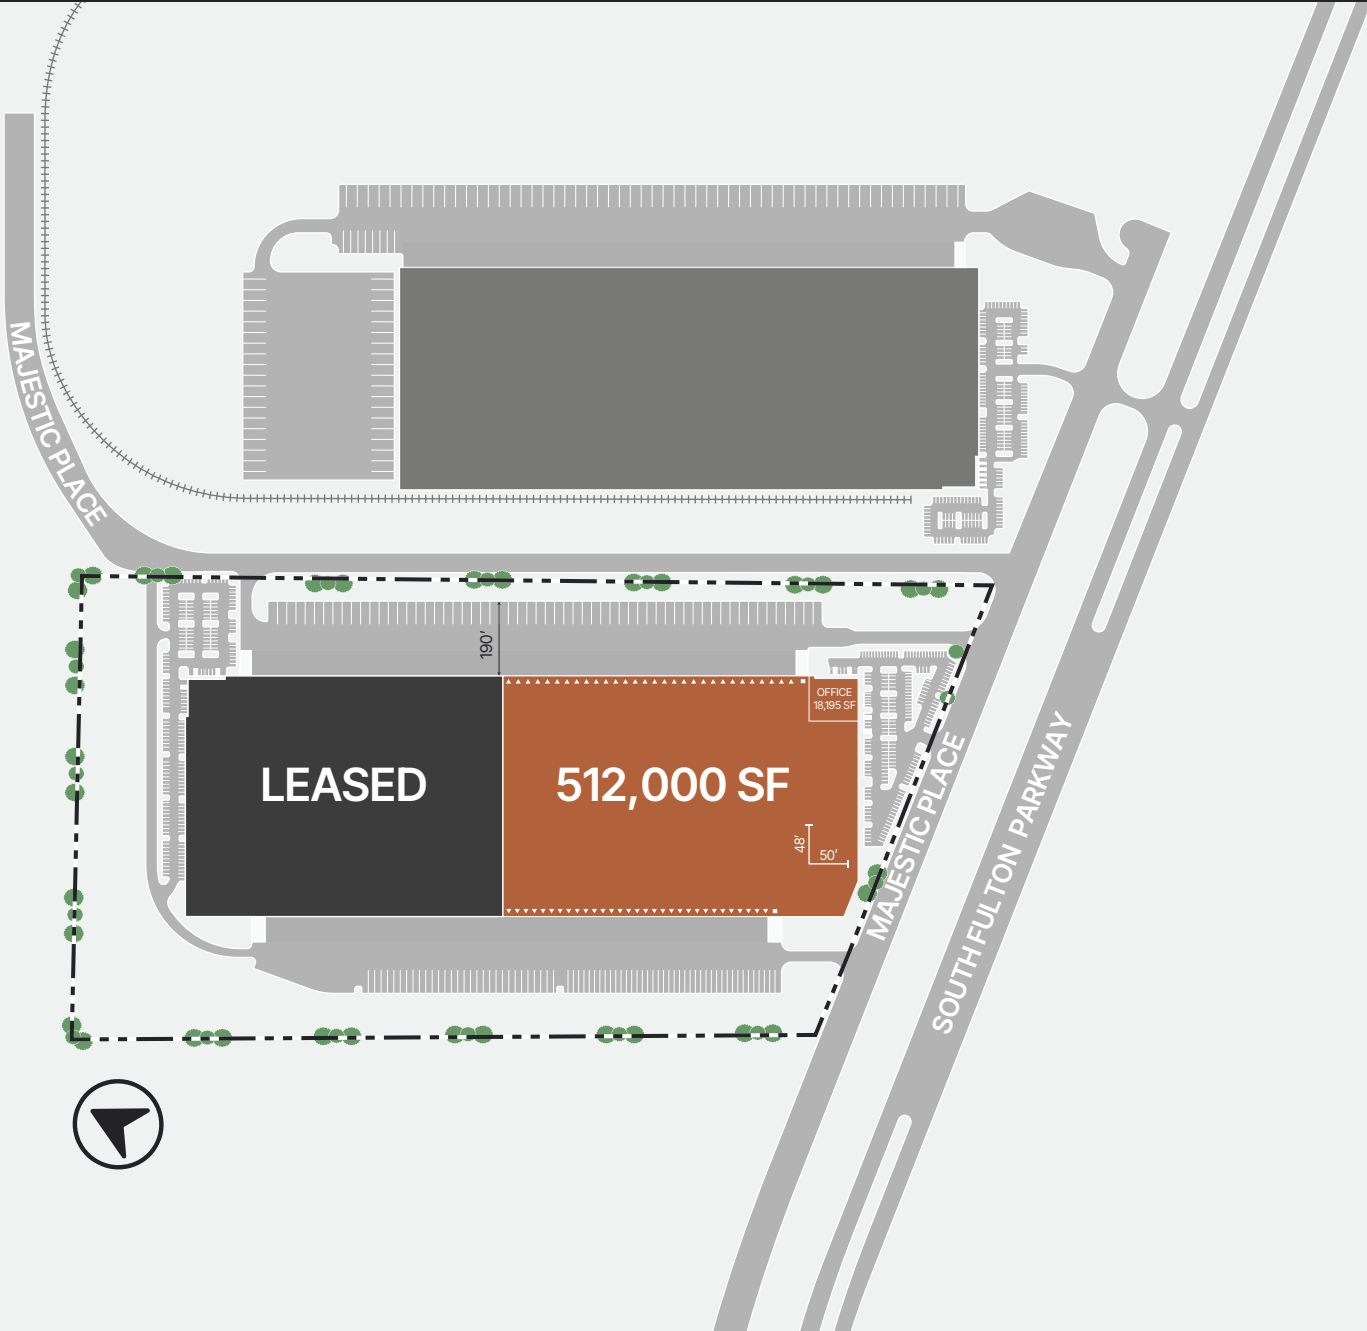 MAJESTIC PLACE
190’
OFFICE
18,195 SF
LEASED
512,000 SF
48’
50’
MAJESTIC PLACE
SOUTH FULTON PARKWAY